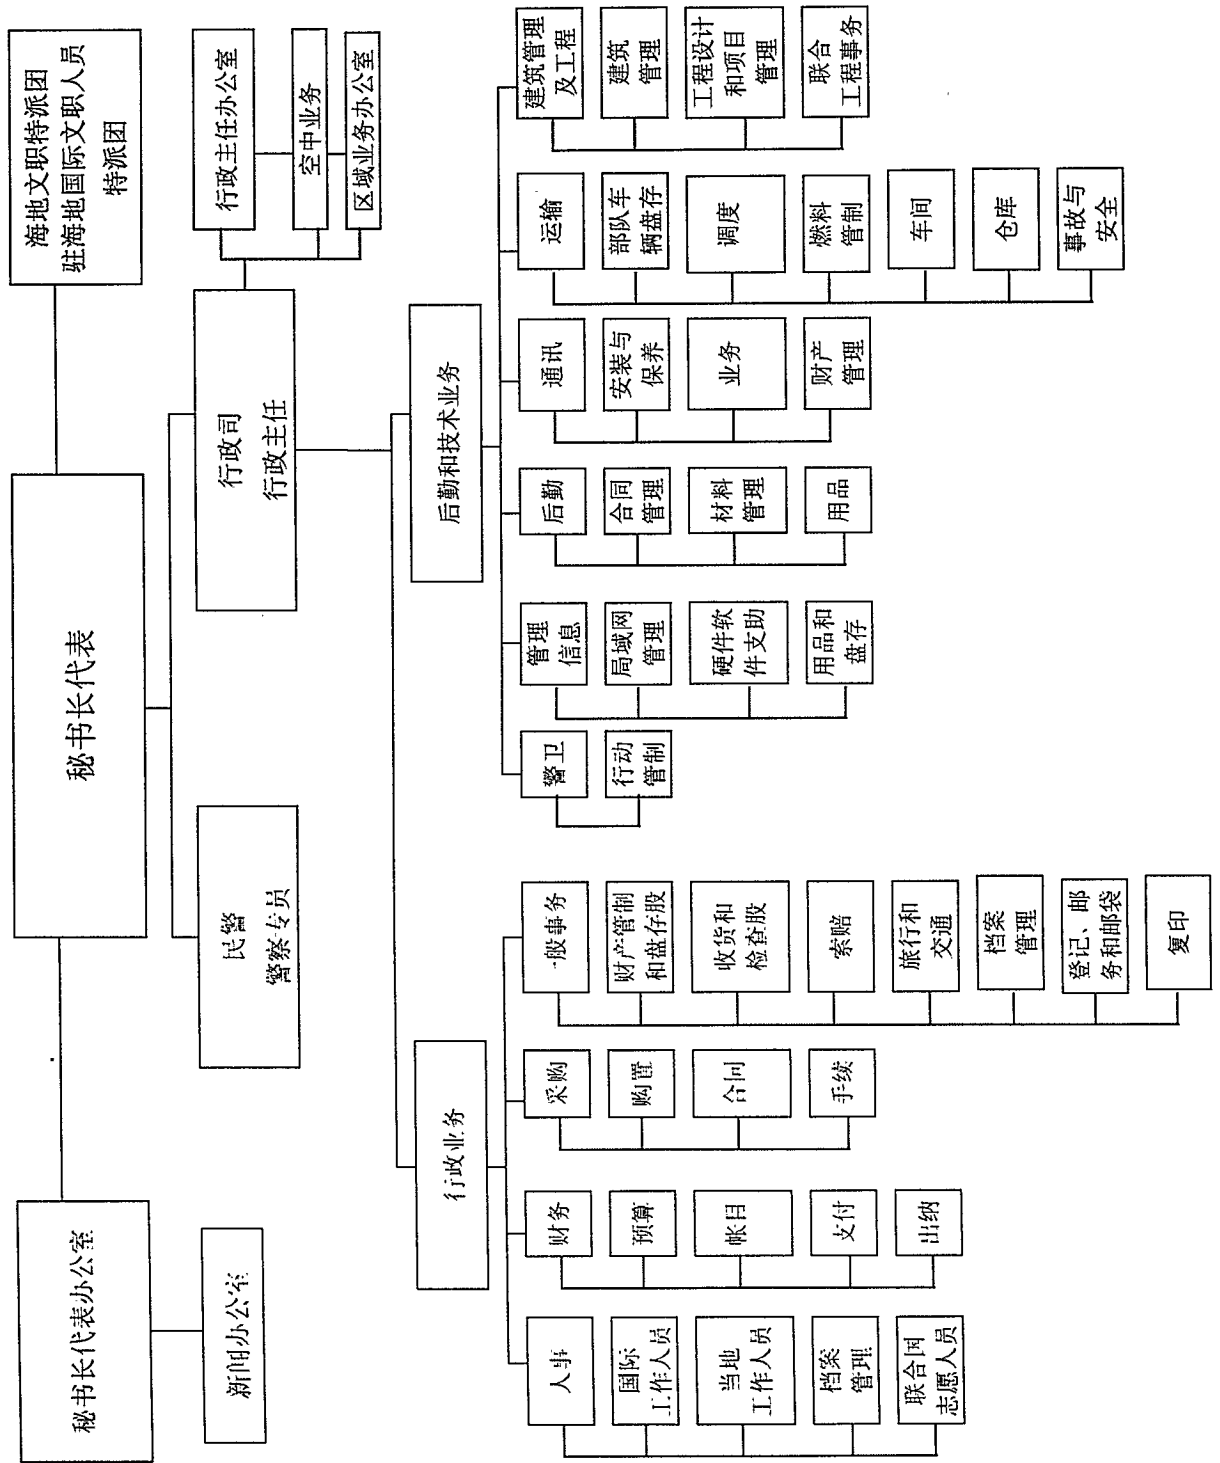 秘书长代表办公室
秘书长代表
海地文职特派团
驻海地国际文职人员
特派团
新闻办公室
民警
警察专员
行政司
行政主任
行政主任办公室
空中业务
区域业务办公室
行政业务
后勤和技术业务
人事
国际
工作人员
当地
工作人员
档案
管理
联合国
志愿人员
财务
预算
帐目
支付
出纳
采购
购置
合同
手续
一般事务
财产管制
和盘存股
收货和
检查股
索赔
旅行和
交通
档案
管理
登记、邮
务和邮袋
复印
警卫
行动
管制
管理
信息
局域网
管理
硬件软
件支助
用品和
盘存
后勤
合同
管理
材料
管理
用品
通讯
安装与
保养
业务
财产
管理
运输
部队车
辆盘存
调度
燃料
管制
车间
仓库
事故与
安全
建筑管理
及工程
建筑
管理
工程设计
和项目
管理
联合
工程事务